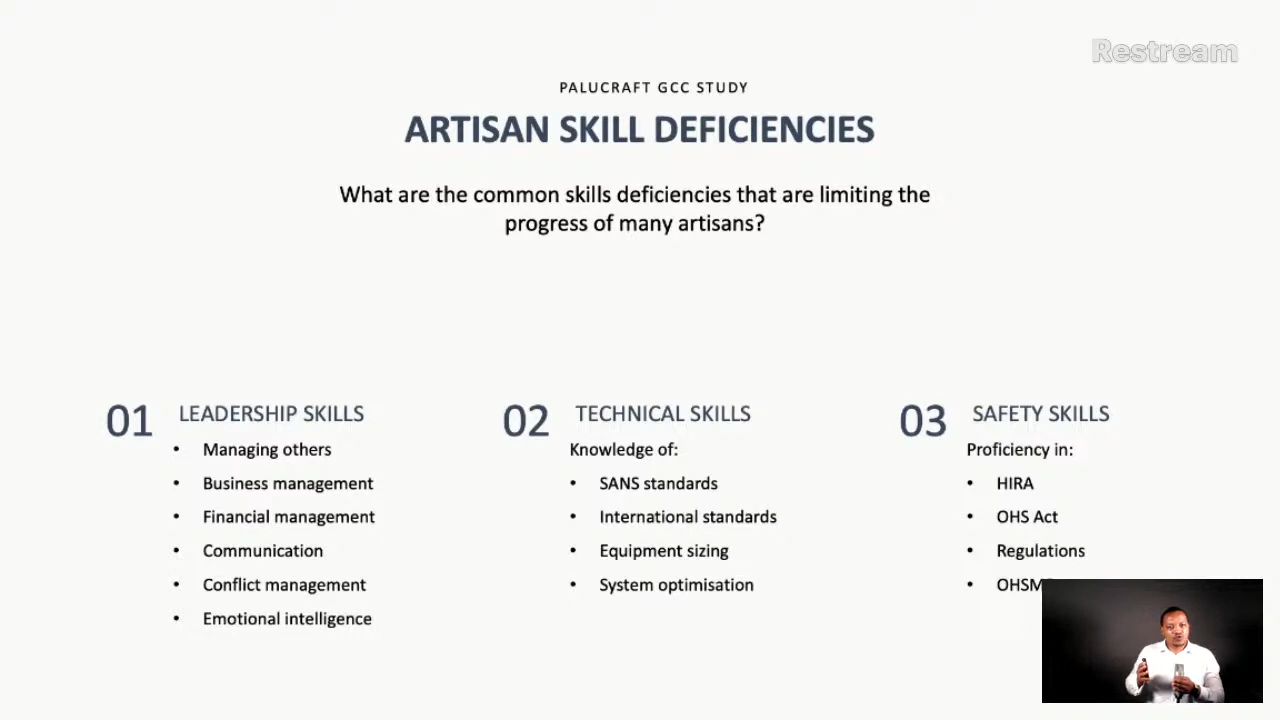 Restream
PALUCRAFT GCC STUDY
ARTISAN SKILL DEFICIENCIES
What are the common skills deficiencies that are limiting the
progress of many artisans?
01 LEADERSHIP SKILLS
• Managing others
• Business management
• Financial management
• Communication
• Conflict management
• Emotional intelligence
02 TECHNICAL SKILLS
Knowledge of:
• SANS standards
• International standards
• Equipment sizing
• System optimisation
03 SAFETY SKILLS
Proficiency in:
• HIRA
• OHS Act
• Regulations